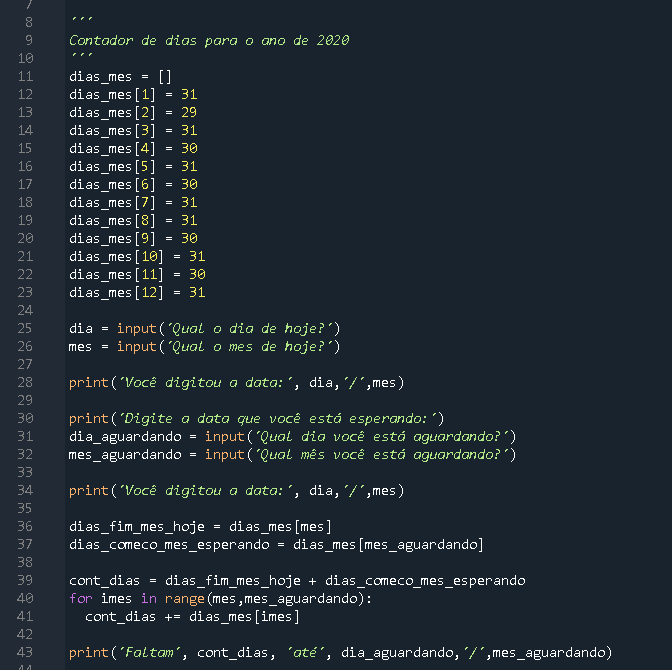 7
8 '''
9 Contador de dias para o ano de 2020
10 '''
11 dias_mes = []
12 dias_mes[1] = 31
13 dias_mes[2] = 29
14 dias_mes[3] = 31
15 dias_mes[4] = 30
16 dias_mes[5] = 31
17 dias_mes[6] = 30
18 dias_mes[7] = 31
19 dias_mes[8] = 31
20 dias_mes[9] = 30
21 dias_mes[10] = 31
22 dias_mes[11] = 30
23 dias_mes[12] = 31
24
25 dia = input('Qual o dia de hoje?')
26 mes = input('Qual o mes de hoje?')
27
28 print('Você digitou a data:', dia,'/',mes)
29
30 print('Digite a data que você está esperando:')
31 dia_aguardando = input('Qual dia você está aguardando?')
32 mes_aguardando = input('Qual mês você está aguardando?')
33
34 print('Você digitou a data:', dia,'/',mes)
35
36 dias_fim_mes_hoje = dias_mes[mes]
37 dias_comeco_mes_esperando = dias_mes[mes_aguardando]
38
39 cont_dias = dias_fim_mes_hoje + dias_comeco_mes_esperando
40 for imes in range(mes,mes_aguardando):
41   cont_dias += dias_mes[imes]
42
43 print('Faltam', cont_dias, 'até', dia_aguardando,'/',mes_aguardando)
44